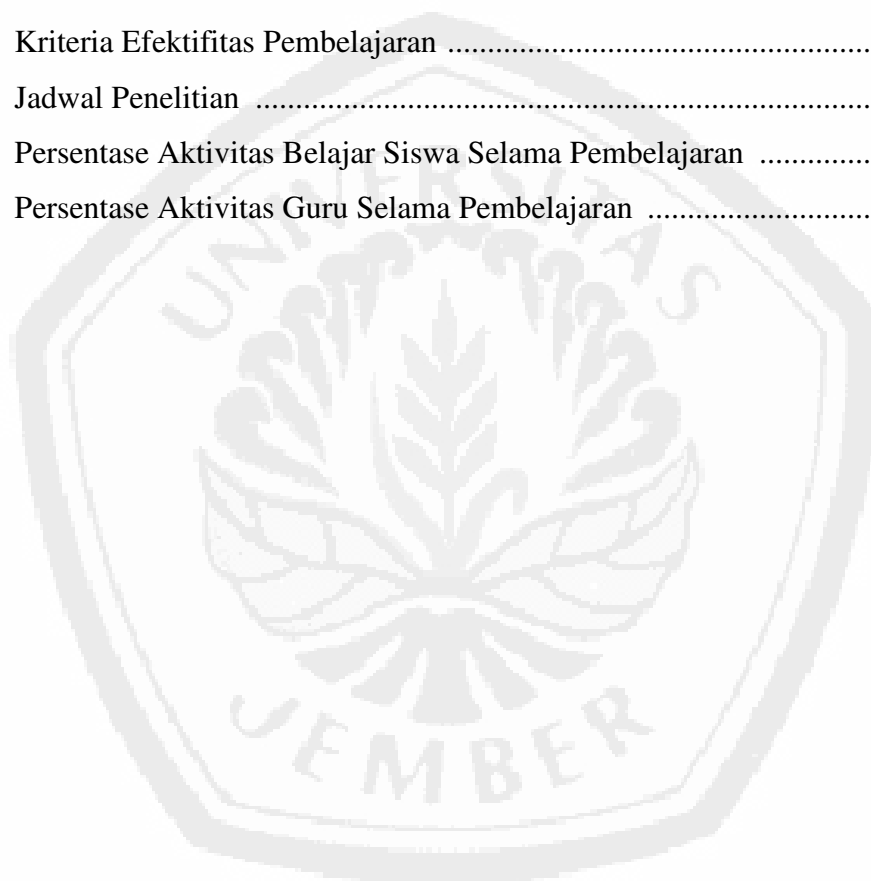 Kriteria Efektifitas Pembelajaran ....................................................
Jadwal Penelitian ............................................................................
Persentase Aktivitas Belajar Siswa Selama Pembelajaran ..............
Persentase Aktivitas Guru Selama Pembelajaran ............................
UNIVERSITAS
JEMBER